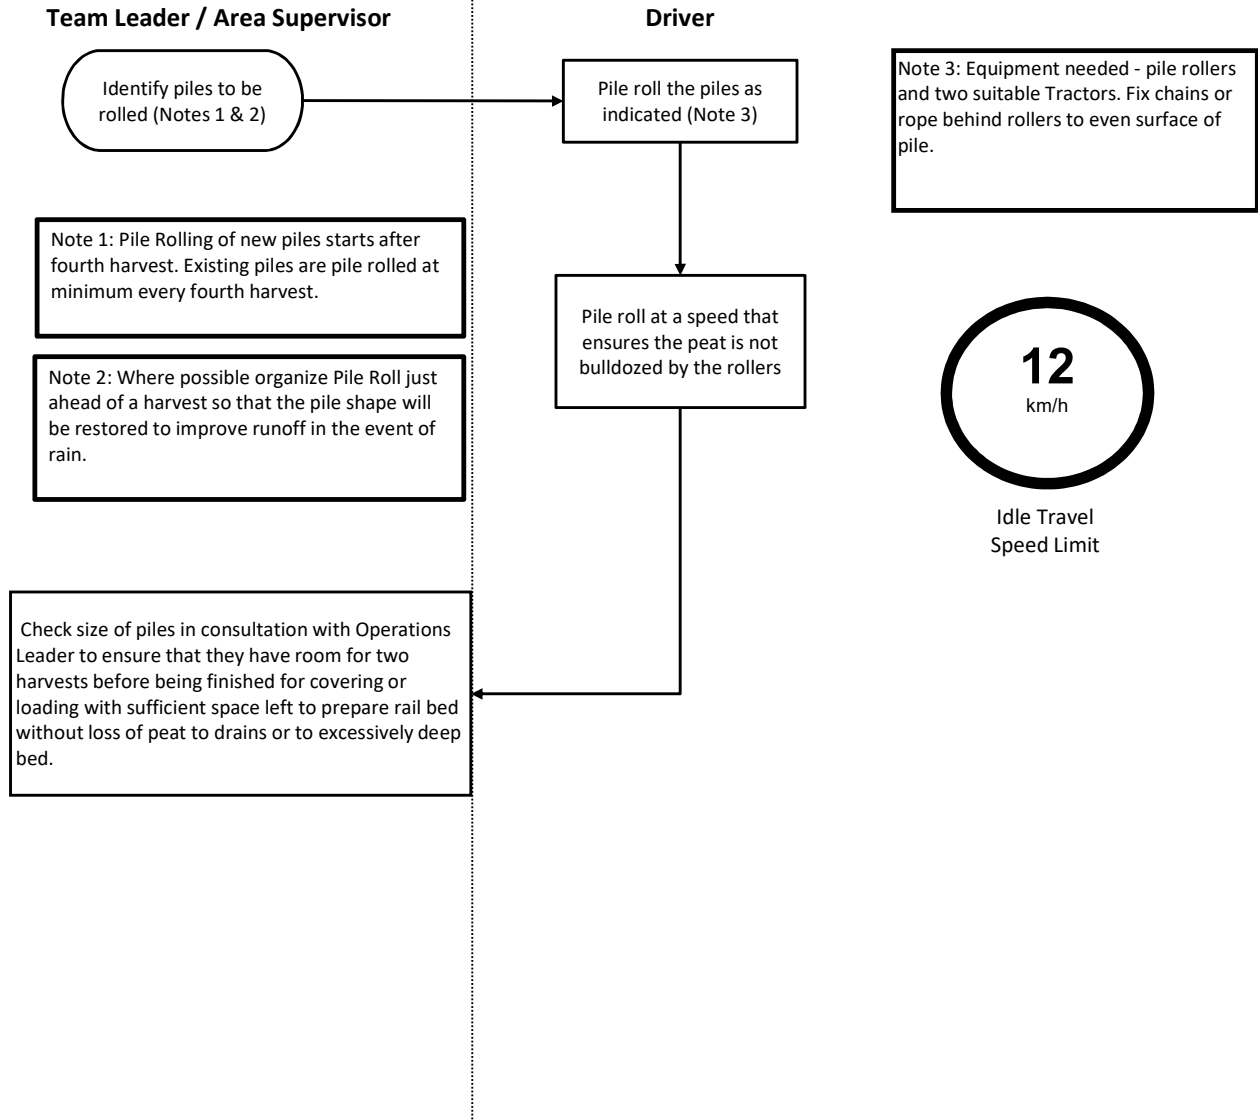 Team Leader / Area Supervisor
Driver
Identify piles to be
rolled (Notes 1 & 2)
Pile roll the piles as
indicated (Note 3)
Note 3: Equipment needed - pile rollers
and two suitable Tractors. Fix chains or
rope behind rollers to even surface of
pile.
Note 1: Pile Rolling of new piles starts after
fourth harvest. Existing piles are pile rolled at
minimum every fourth harvest.
Pile roll at a speed that
ensures the peat is not
bulldozed by the rollers
12
km/h
Idle Travel
Speed Limit
Note 2: Where possible organize Pile Roll just
ahead of a harvest so that the pile shape will
be restored to improve runoff in the event of
rain.
Check size of piles in consultation with Operations
Leader to ensure that they have room for two
harvests before being finished for covering or
loading with sufficient space left to prepare rail bed
without loss of peat to drains or to excessively deep
bed.